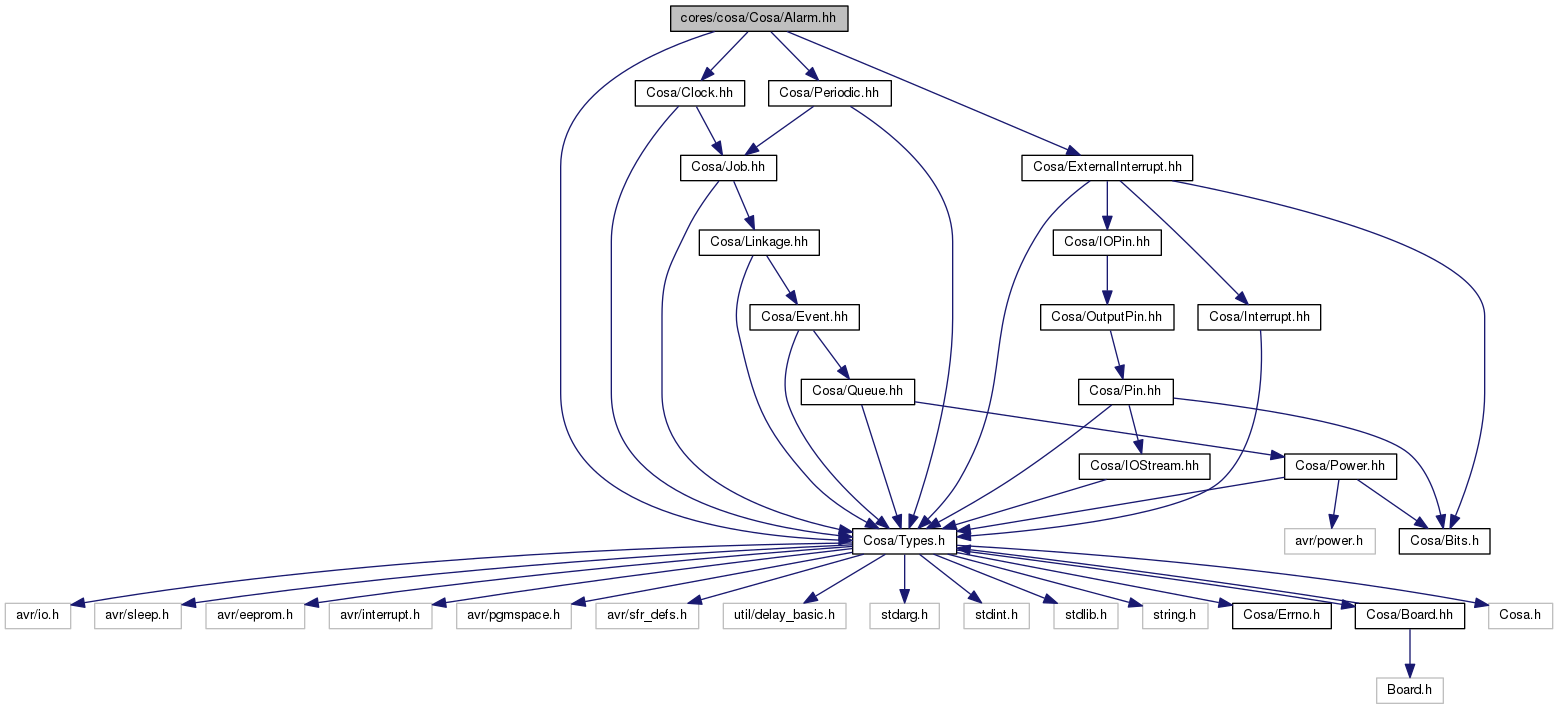 cores/cosa/Cosa/Alarm.hh
Cosa/Clock.hh
Cosa/Periodic.hh
Cosa/Job.hh
Cosa/ExternalInterrupt.hh
Cosa/Linkage.hh
Cosa/IOPin.hh
Cosa/Event.hh
Cosa/OutputPin.hh
Cosa/Interrupt.hh
Cosa/Queue.hh
Cosa/Pin.hh
Cosa/IOStream.hh
Cosa/Power.hh
Cosa/Types.h
avr/power.h
Cosa/Bits.h
avr/io.h
avr/sleep.h
avr/eeprom.h
avr/interrupt.h
avr/pgmspace.h
avr/sfr_defs.h
util/delay_basic.h
stdarg.h
stdint.h
stdlib.h
string.h
Cosa/Errno.h
Cosa/Board.hh
Cosa.h
Board.h